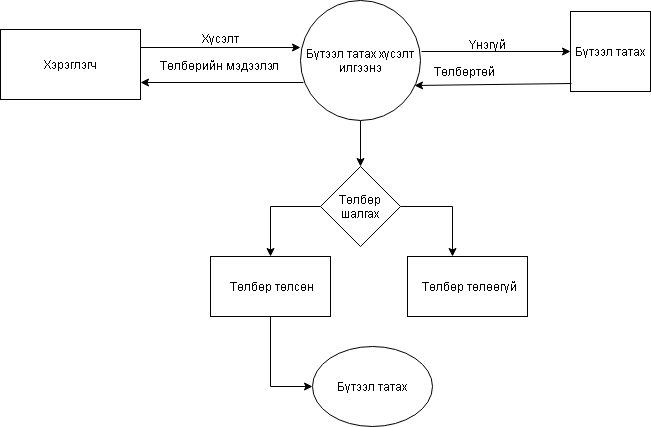 Хүсэлт
Хэрэглэгч
Төлбөрийн мэдээлэл
Бүтээл татах хүсэлт
илгээнэ
Үнэгүй
Төлбөртөй
Бүтээл татах
Төлбөр
шалгах
Төлбөр төлсөн
Төлбөр төлөөгүй
Бүтээл татах